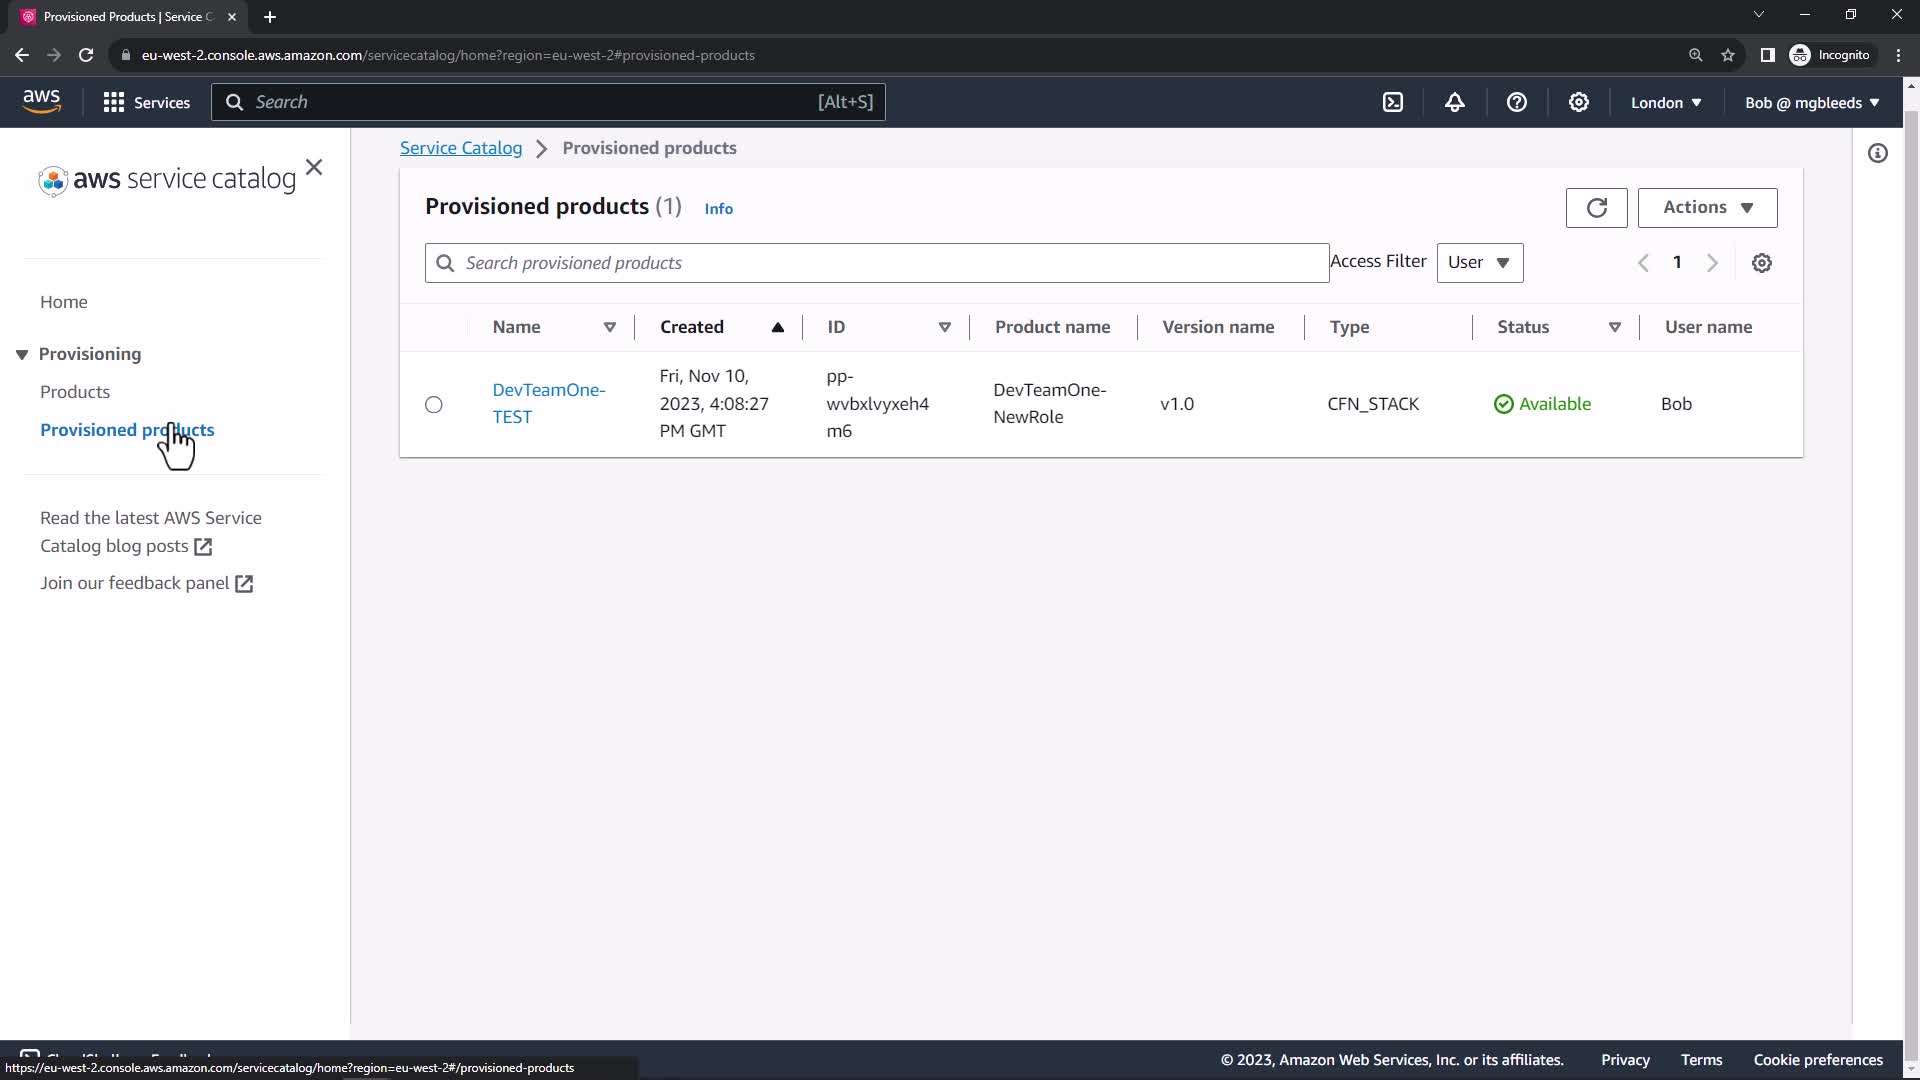 Provisioned Products | Service C
eu-west-2.console.aws.amazon.com/servicecatalog/home?region=eu-west-2#provisioned-products
Incognito
aws
Services
Search
[Alt+S]
London
Bob @ mgbleeds
aws service catalog
Home
Provisioning
Products
Provisioned products
Read the latest AWS Service
Catalog blog posts
Join our feedback panel
Service Catalog
Provisioned products
Provisioned products (1)
Info
Actions
Search provisioned products
Access Filter
User
1
Name
Created
ID
Product name
Version name
Type
Status
User name
DevTeamOne-
TEST
Fri, Nov 10,
2023, 4:08:27
PM GMT
pp-
wvbxlvyxeh4
m6
DevTeamOne-
NewRole
v1.0
CFN_STACK
Available
Bob
© 2023, Amazon Web Services, Inc. or its affiliates.
Privacy
Terms
Cookie preferences
https://eu-west-2.console.aws.amazon.com/servicecatalog/home?region=eu-west-2#/provisioned-products